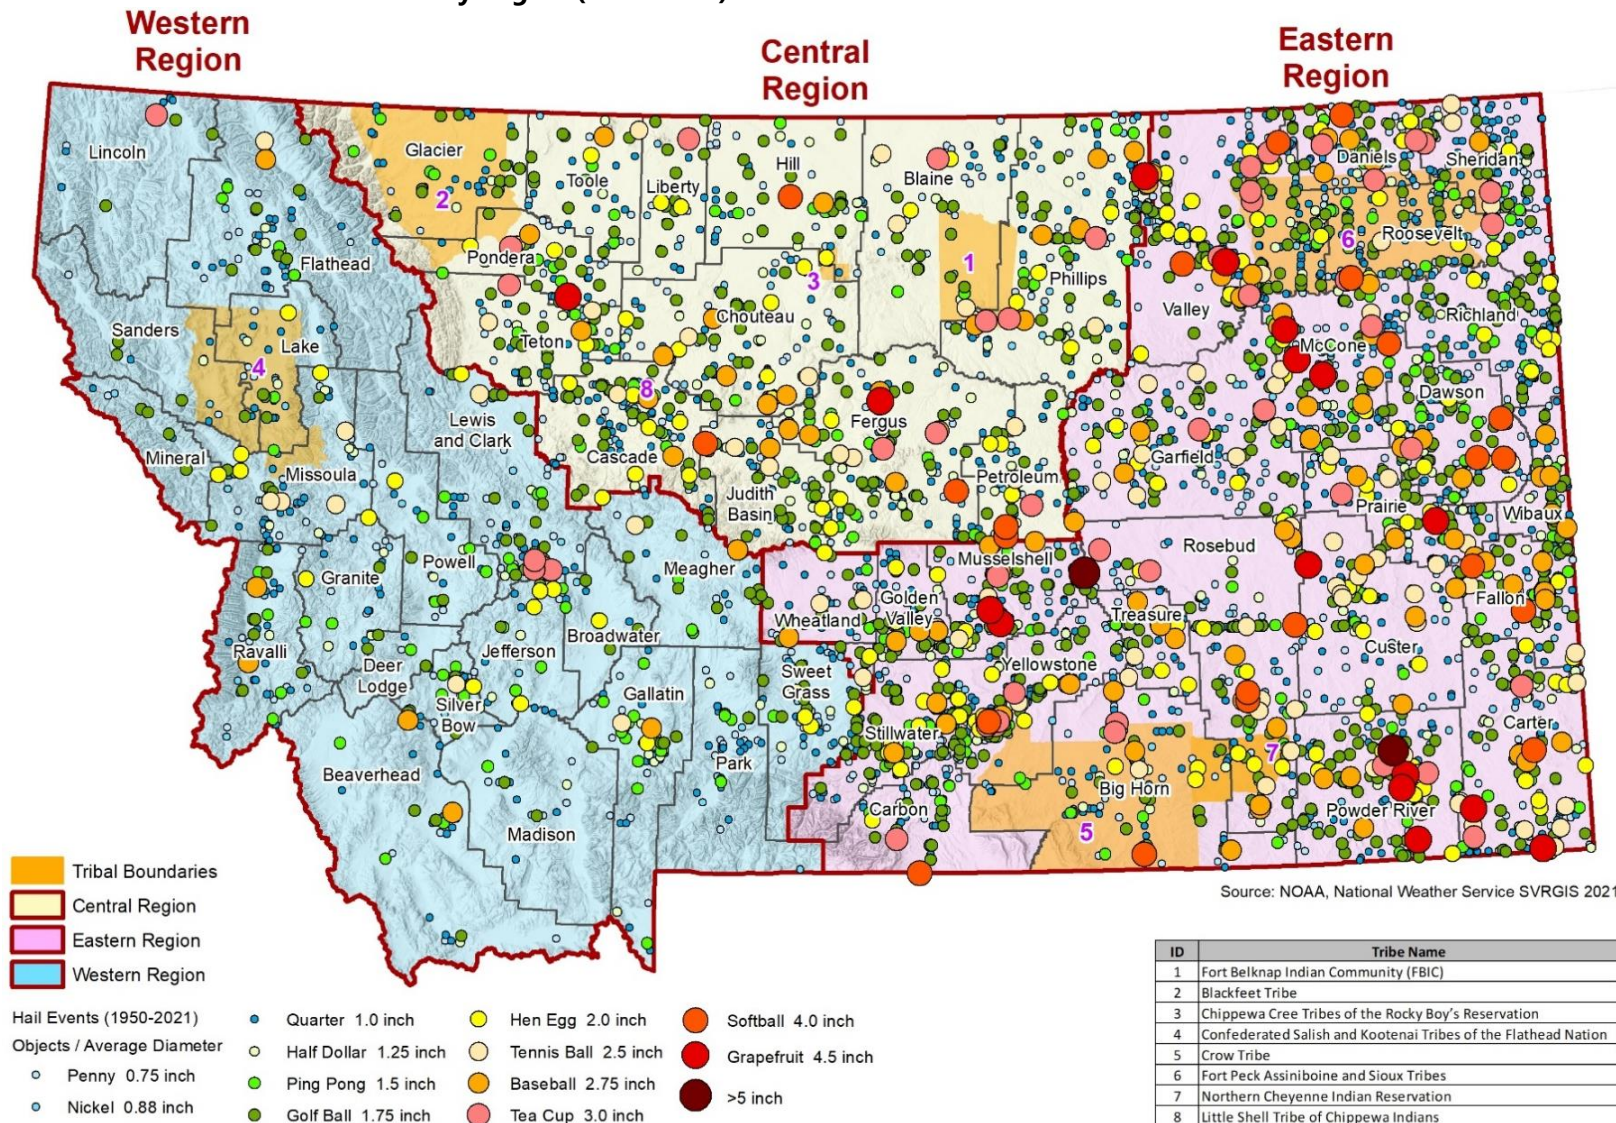 Western
Region
Central
Region
Eastern
Region
Lincoln
Glacier
2
Toole
Liberty
Hill
Blaine
Daniels
Sheridan
Flathead
Pondera
3
1
Phillips
6
Roosevelt
Sanders
Lake
4
Teton
Chouteau
Valley
Richland
McCone
8
Lewis
and Clark
Fergus
Dawson
Mineral
Missoula
Cascade
Judith
Basin
Petroleum
Garfield
Prairie
Wibaux
Granite
Powell
Meagher
Musselshell
Rosebud
Golden
Valley
Wheatland
Treasure
Fallon
Ravalli
Deer
Lodge
Jefferson
Broadwater
Sweet
Grass
Yellowstone
Custer
Silver
Bow
Gallatin
Stillwater
7
Carter
Beaverhead
Park
Big Horn
Madison
Carbon
5
Powder River
Source: NOAA, National Weather Service SVRGIS 2021
Tribal Boundaries
Central Region
Eastern Region
Western Region
Hail Events (1950-2021)
Objects / Average Diameter
Penny 0.75 inch
Nickel 0.88 inch
Quarter 1.0 inch
Half Dollar 1.25 inch
Ping Pong 1.5 inch
Golf Ball 1.75 inch
Hen Egg 2.0 inch
Tennis Ball 2.5 inch
Baseball 2.75 inch
Tea Cup 3.0 inch
Softball 4.0 inch
Grapefruit 4.5 inch
>5 inch
ID Tribe Name
1 Fort Belknap Indian Community (FBIC)
2 Blackfeet Tribe
3 Chippewa Cree Tribes of the Rocky Boy's Reservation
4 Confederated Salish and Kootenai Tribes of the Flathead Nation
5 Crow Tribe
6 Fort Peck Assiniboine and Sioux Tribes
7 Northern Cheyenne Indian Reservation
8 Little Shell Tribe of Chippewa Indians